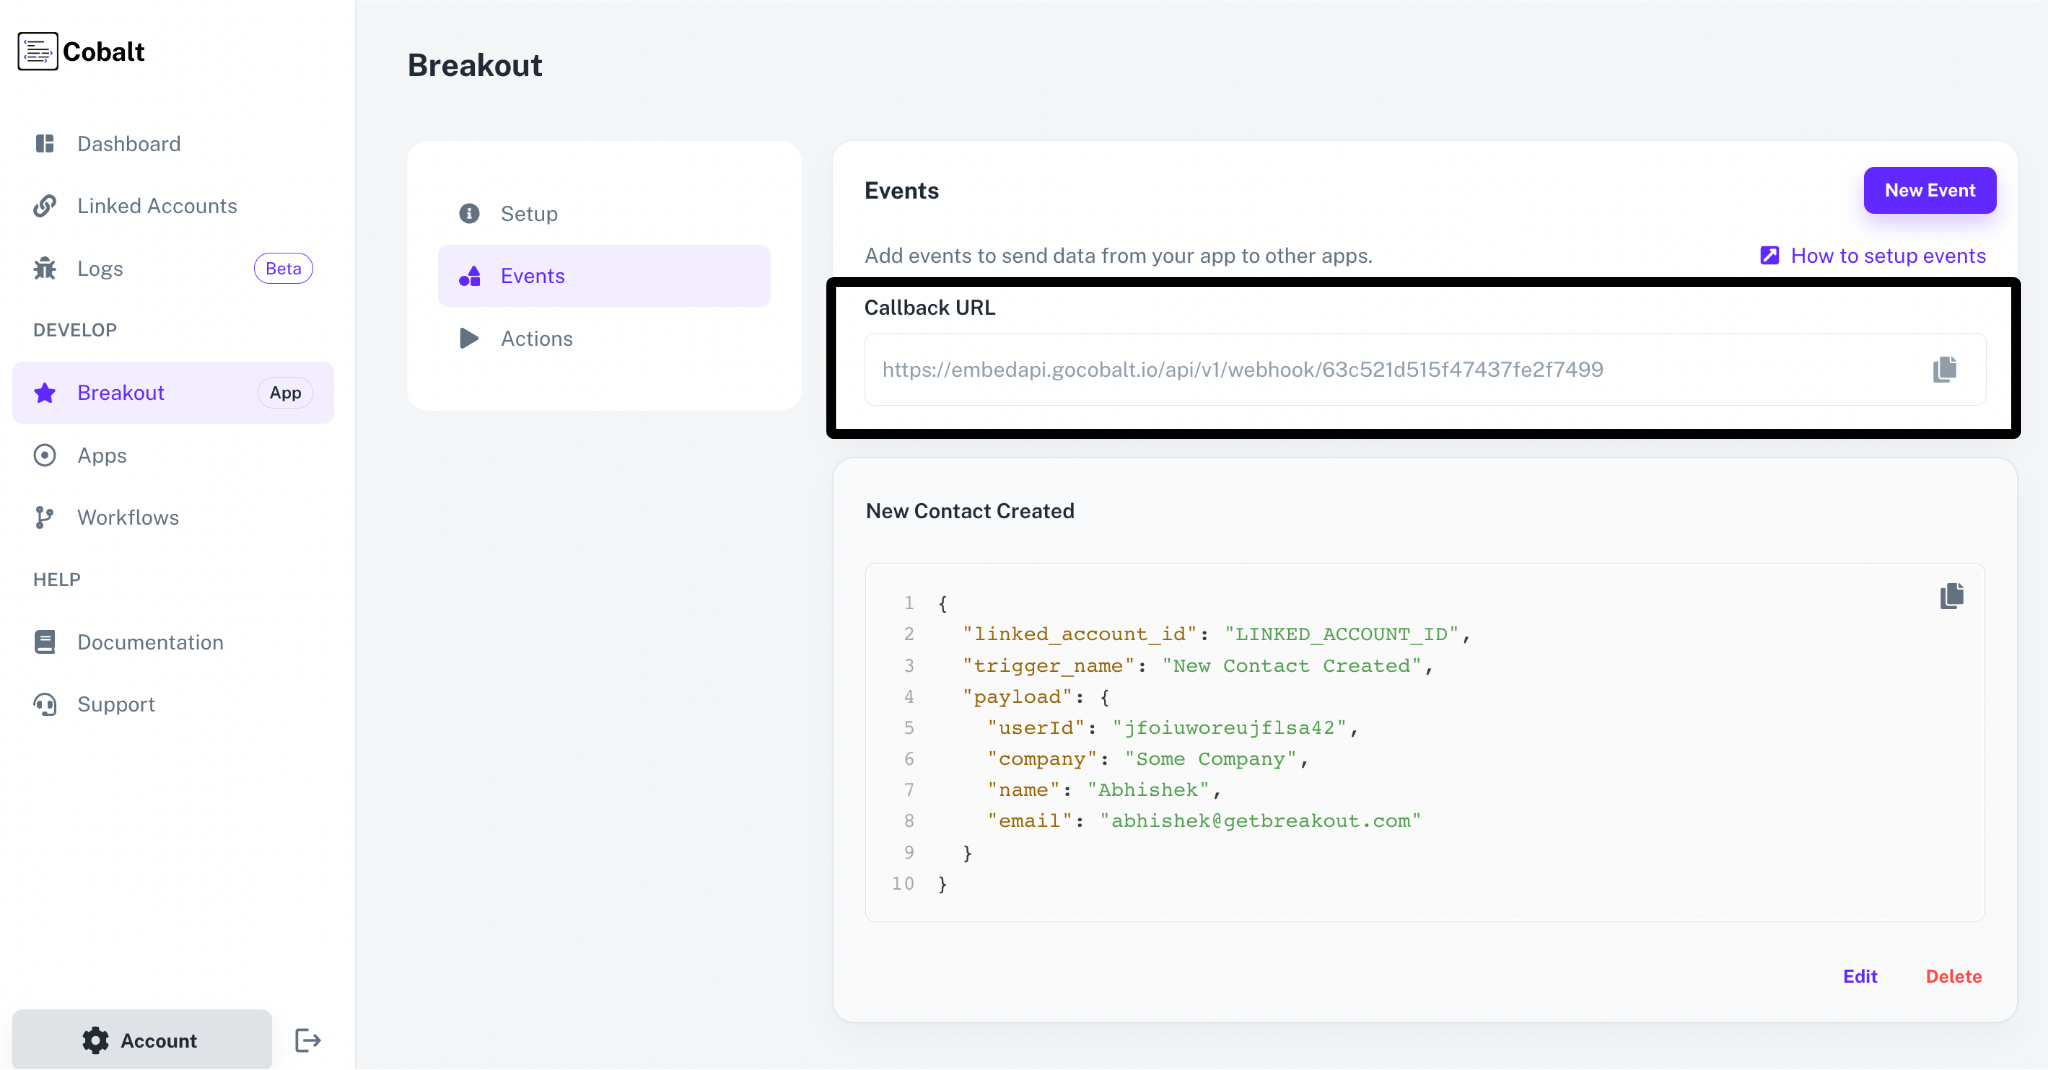 Cobalt
Dashboard
Linked Accounts
Logs
Beta
DEVELOP
Breakout
App
Apps
Workflows
HELP
Documentation
Support
Account
Breakout
Setup
Events
Actions
Events
New Event
Add events to send data from your app to other apps.
How to setup events
Callback URL
https://embedapi.gocobalt.io/api/v1/webhook/63c521d515f47437fe2f7499
New Contact Created
1 {
2 "linked_account_id": "LINKED_ACCOUNT_ID",
3 "trigger_name": "New Contact Created",
4 "payload": {
5 "userId": "jfoiuworeujflsa42",
6 "company": "Some Company",
7 "name": "Abhishek",
8 "email": "abhishek@getbreakout.com"
9 }
10 }
Edit
Delete